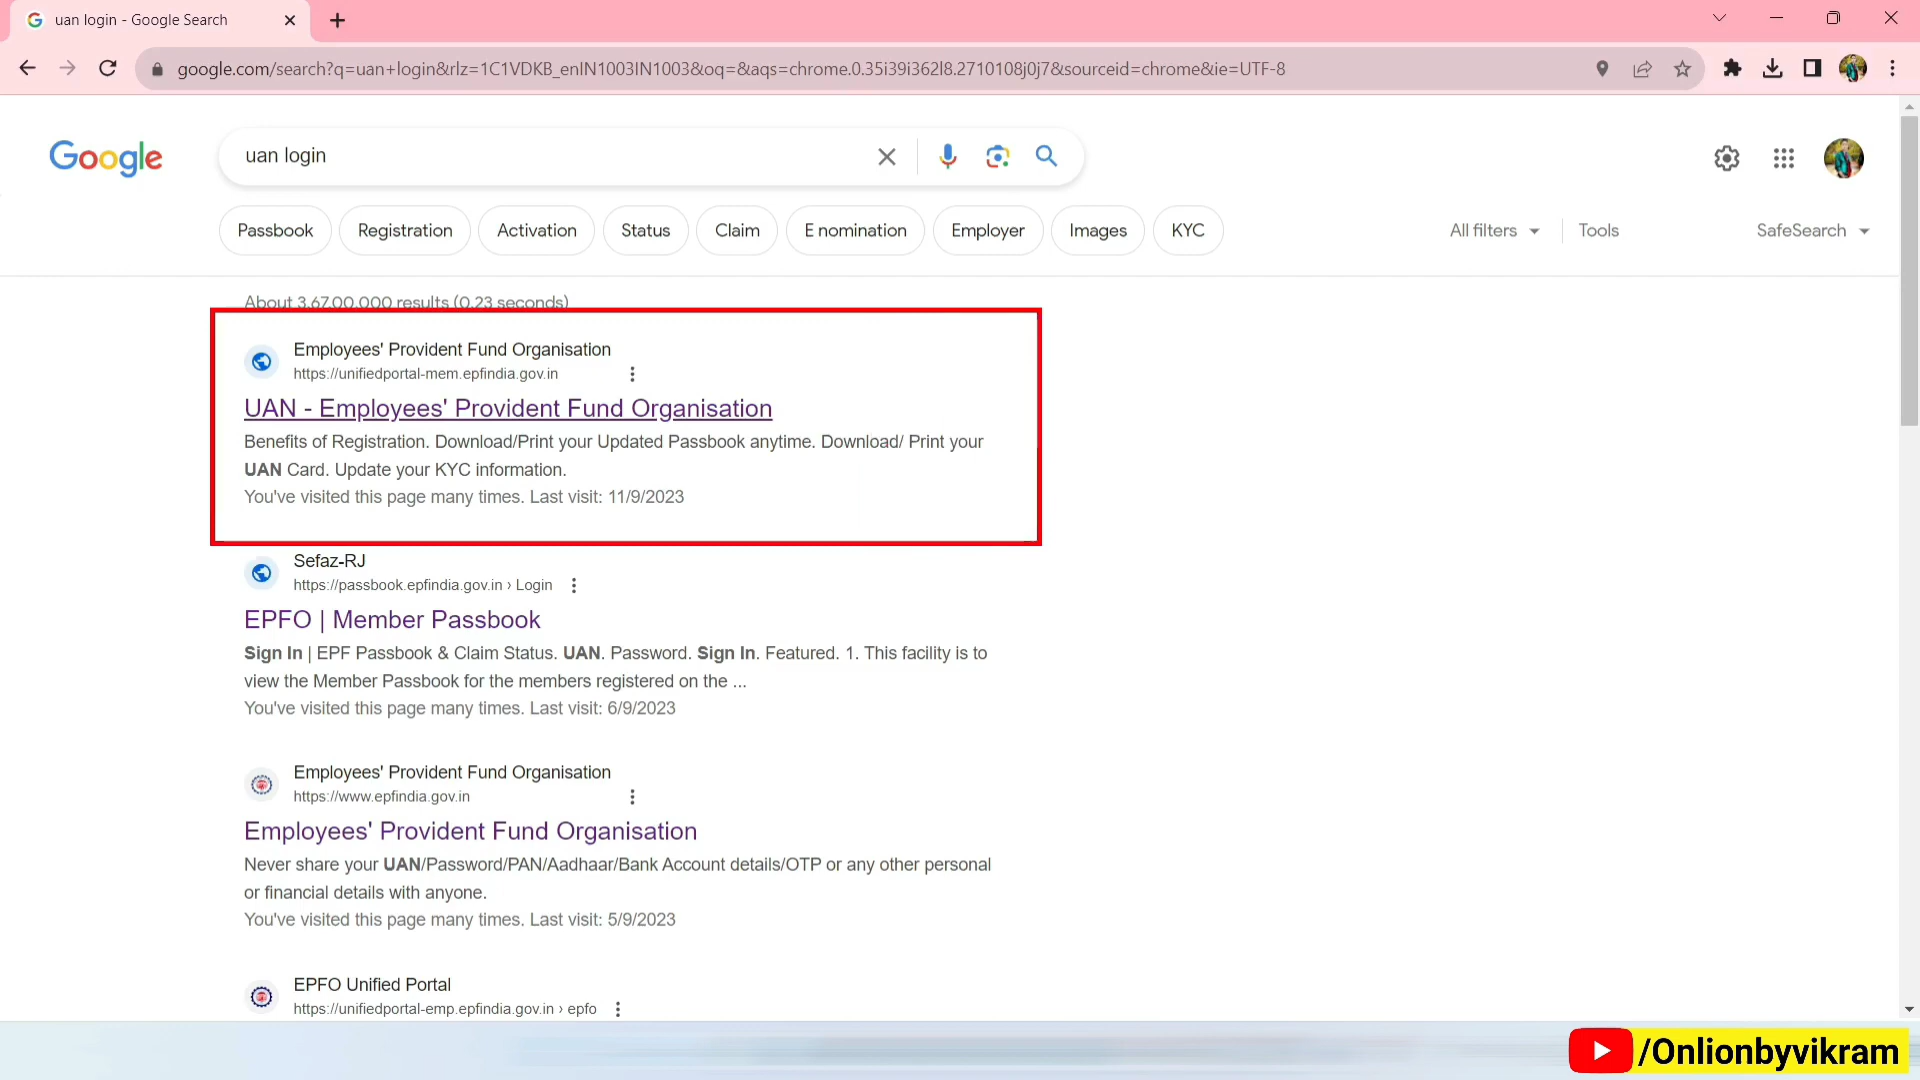 uan login - Google Search
google.com/search?q=uan+login&rlz=1C1VDKB_enIN1003IN1003&oq=&aqs=chrome.0.35i39i362l8.2710108j0j7&sourceid=chrome&ie=UTF-8
Google
uan login
Passbook Registration Activation Status Claim E nomination Employer Images KYC All filters Tools SafeSearch
About 3,67,00,000 results (0.23 seconds)
Employees' Provident Fund Organisation
https://unifiedportal-mem.epfindia.gov.in
UAN - Employees' Provident Fund Organisation
Benefits of Registration. Download/Print your Updated Passbook anytime. Download/ Print your
UAN Card. Update your KYC information.
You've visited this page many times. Last visit: 11/9/2023
Sefaz-RJ
https://passbook.epfindia.gov.in › Login
EPFO | Member Passbook
Sign In | EPF Passbook & Claim Status. UAN. Password. Sign In. Featured. 1. This facility is to
view the Member Passbook for the members registered on the ...
You've visited this page many times. Last visit: 6/9/2023
Employees' Provident Fund Organisation
https://www.epfindia.gov.in
Employees' Provident Fund Organisation
Never share your UAN/Password/PAN/Aadhaar/Bank Account details/OTP or any other personal
or financial details with anyone.
You've visited this page many times. Last visit: 5/9/2023
EPFO Unified Portal
https://unifiedportal-emp.epfindia.gov.in › epfo
/Onlionbyvikram